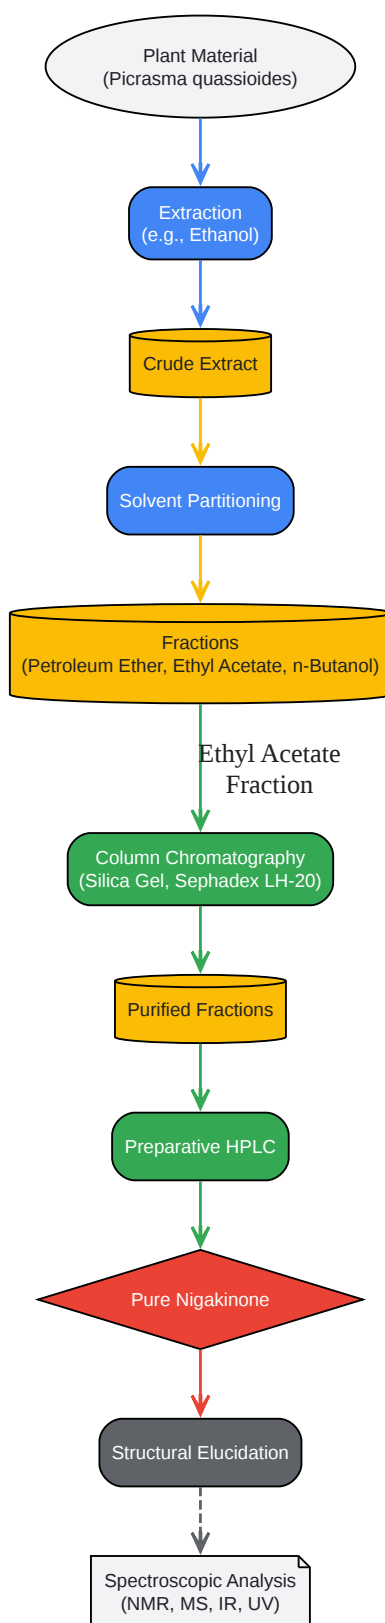 Plant Material
(Picrasma quassioides)
Extraction
(e.g., Ethanol)
Crude Extract
Solvent Partitioning
Fractions
(Petroleum Ether, Ethyl Acetate, n-Butanol)
Ethyl Acetate
Fraction
Column Chromatography
(Silica Gel, Sephadex LH-20)
Purified Fractions
Preparative HPLC
Pure Nigakinone
Structural Elucidation
Spectroscopic Analysis
(NMR, MS, IR, UV)